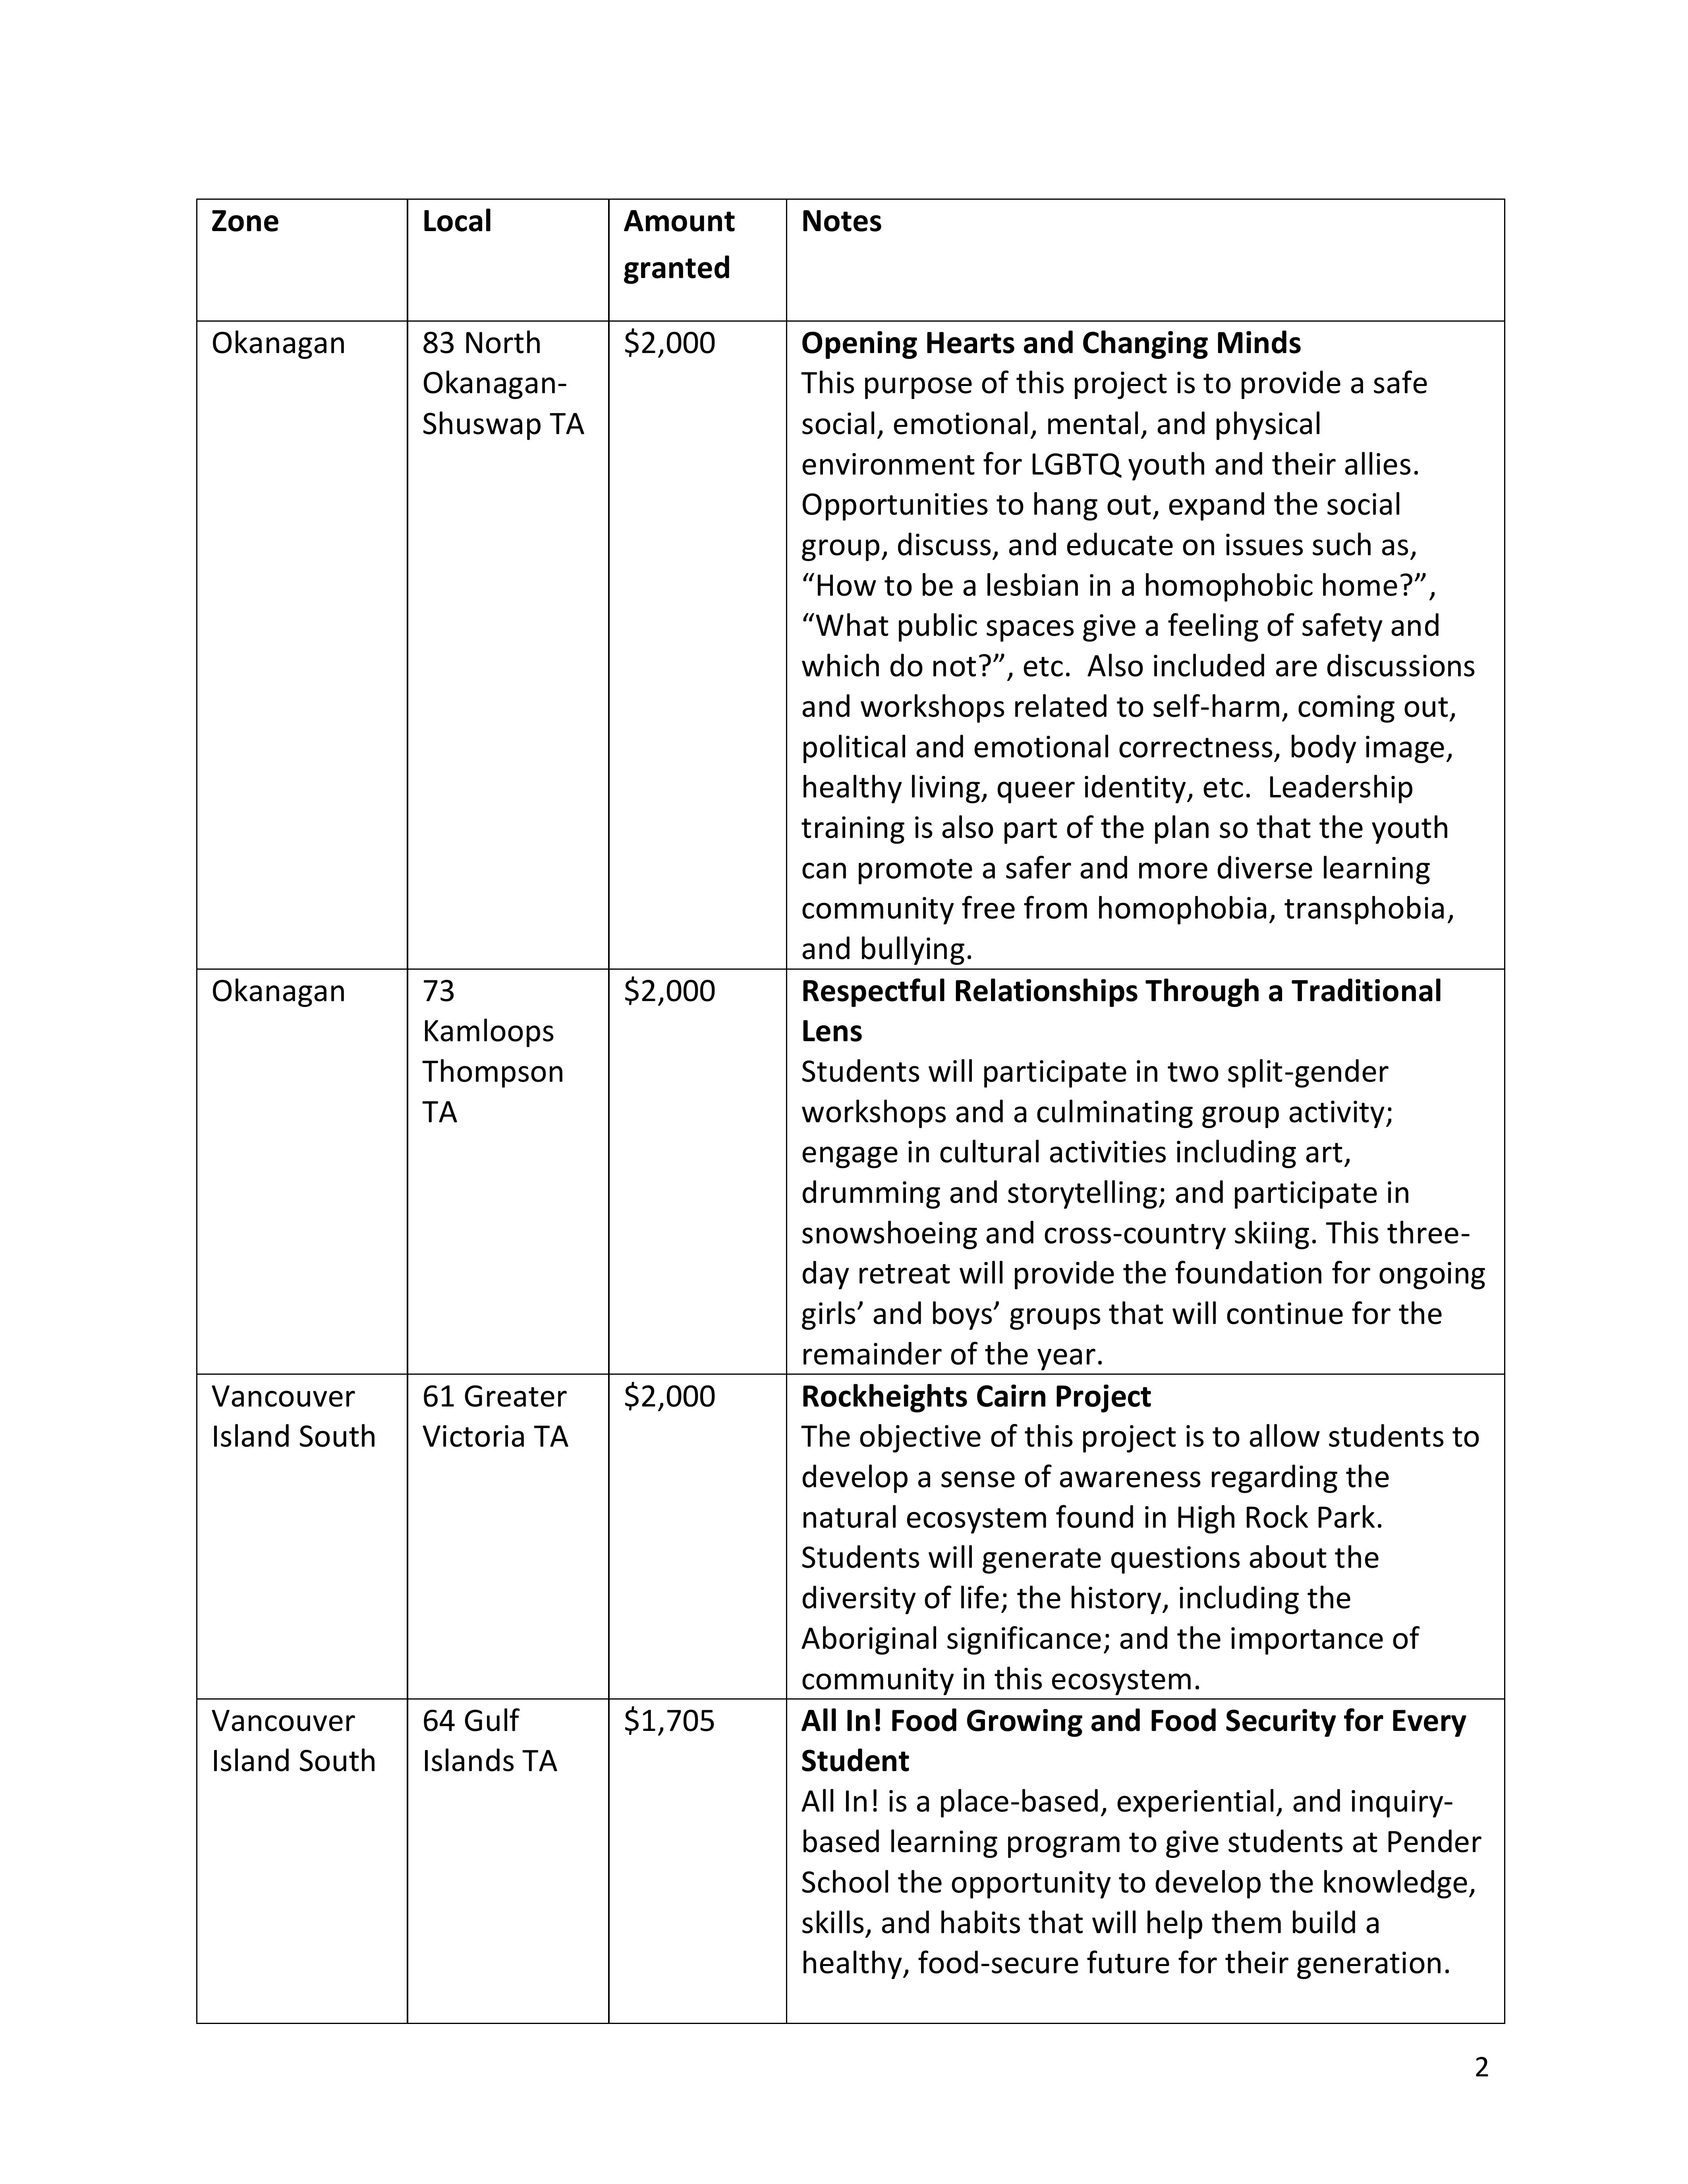 Zone
Local
Amount
granted
Notes
Okanagan
83 North
Okanagan-
Shuswap TA
$2,000
Opening Hearts and Changing Minds
This purpose of this project is to provide a safe
social, emotional, mental, and physical
environment for LGBTQ youth and their allies.
Opportunities to hang out, expand the social
group, discuss, and educate on issues such as,
“How to be a lesbian in a homophobic home?”,
“What public spaces give a feeling of safety and
which do not?”, etc.  Also included are discussions
and workshops related to self-harm, coming out,
political and emotional correctness, body image,
healthy living, queer identity, etc.  Leadership
training is also part of the plan so that the youth
can promote a safer and more diverse learning
community free from homophobia, transphobia,
and bullying.
Okanagan
73
Kamloops
Thompson
TA
$2,000
Respectful Relationships Through a Traditional
Lens
Students will participate in two split-gender
workshops and a culminating group activity;
engage in cultural activities including art,
drumming and storytelling; and participate in
snowshoeing and cross-country skiing. This three-
day retreat will provide the foundation for ongoing
girls’ and boys’ groups that will continue for the
remainder of the year.
Vancouver
Island South
61 Greater
Victoria TA
$2,000
Rockheights Cairn Project
The objective of this project is to allow students to
develop a sense of awareness regarding the
natural ecosystem found in High Rock Park.
Students will generate questions about the
diversity of life; the history, including the
Aboriginal significance; and the importance of
community in this ecosystem.
Vancouver
Island South
64 Gulf
Islands TA
$1,705
All In! Food Growing and Food Security for Every
Student
All In! is a place-based, experiential, and inquiry-
based learning program to give students at Pender
School the opportunity to develop the knowledge,
skills, and habits that will help them build a
healthy, food-secure future for their generation.
2